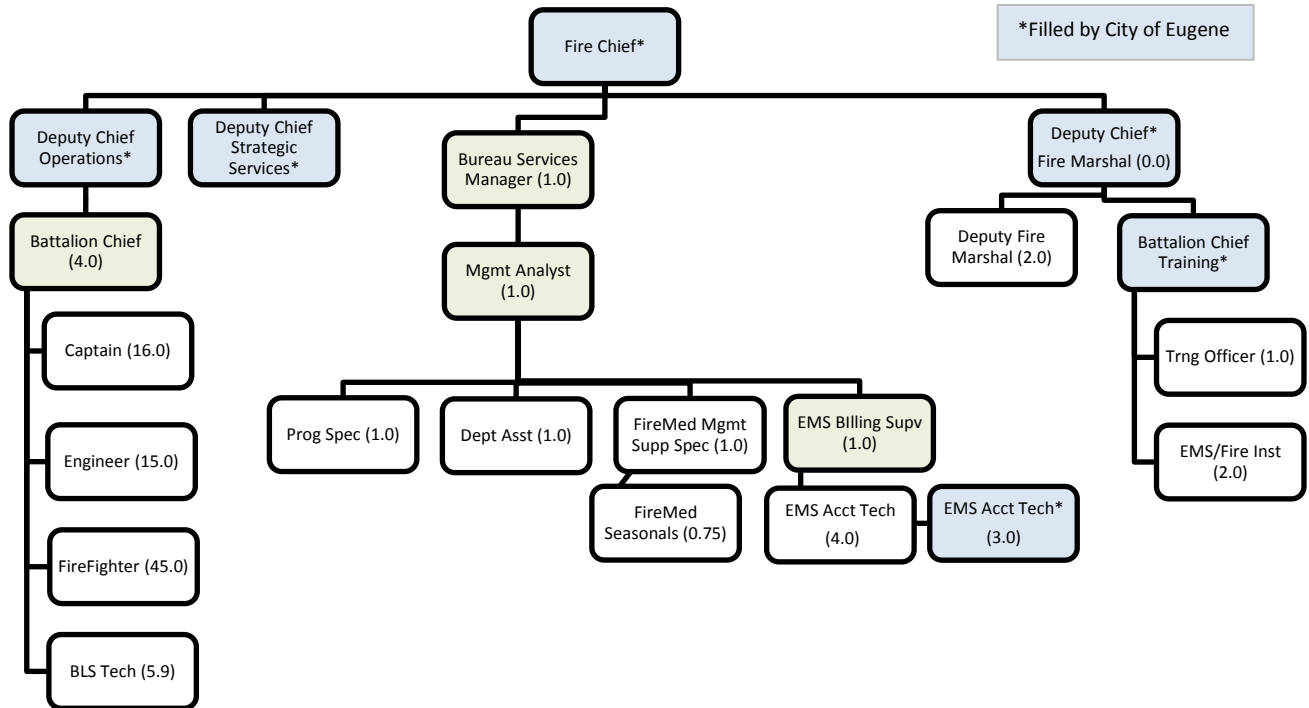 *Filled by City of Eugene
Fire Chief*
Deputy Chief
Operations*
Deputy Chief
Strategic
Services*
Bureau Services
Manager (1.0)
Deputy Chief*
Fire Marshal (0.0)
Battalion Chief
(4.0)
Mgmt Analyst
(1.0)
Deputy Fire
Marshal (2.0)
Battalion Chief
Training*
Captain (16.0)
Engineer (15.0)
FireFighter (45.0)
BLS Tech (5.9)
Prog Spec (1.0)
Dept Asst (1.0)
FireMed Mgmt
Supp Spec (1.0)
EMS BIlling Supv
(1.0)
FireMed
Seasonals (0.75)
EMS Acct Tech
(4.0)
EMS Acct Tech*
(3.0)
Trng Officer (1.0)
EMS/Fire Inst
(2.0)